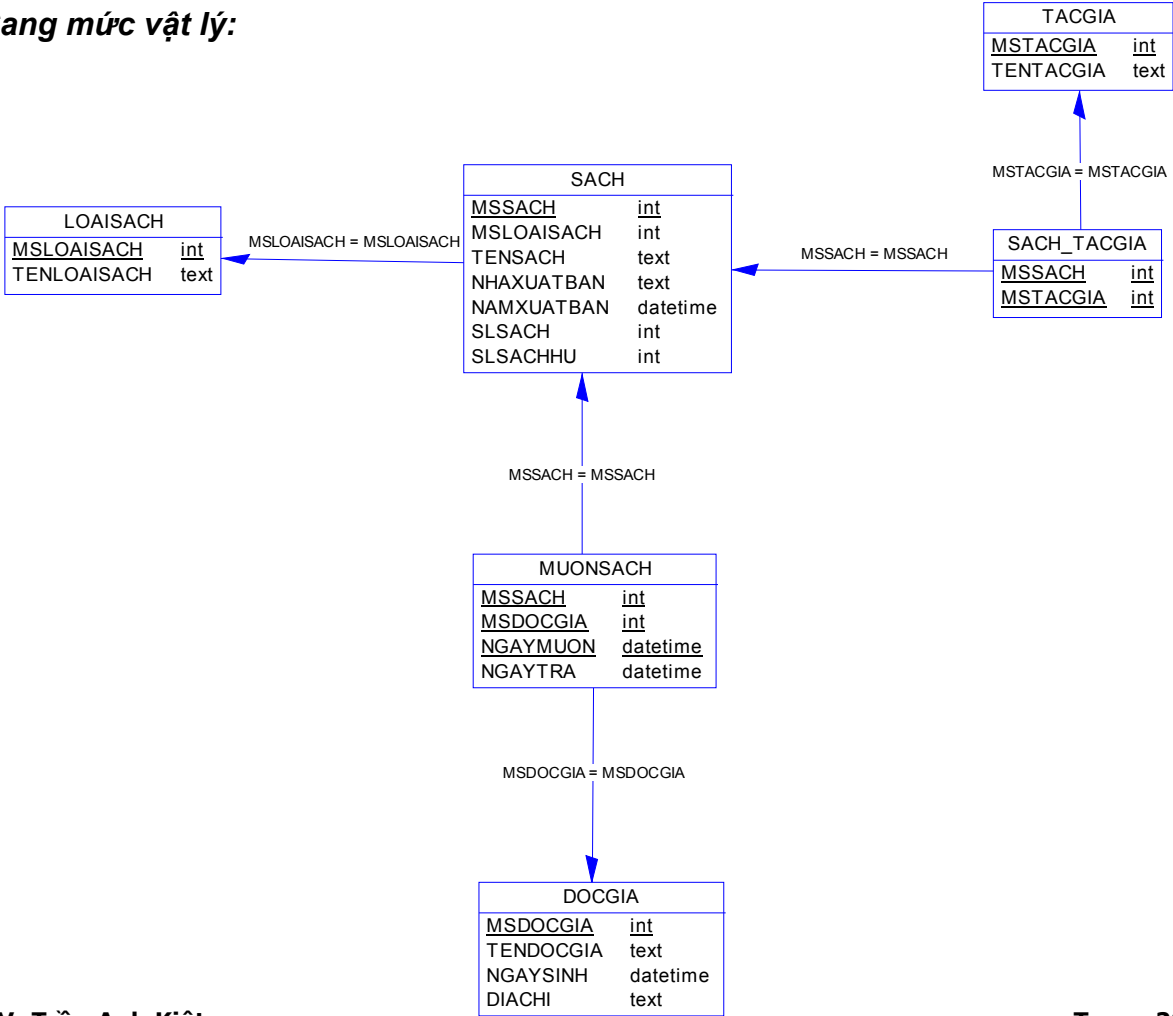 ang mức vật lý:
TACGIA
MSTACGIA int
TENTACGIA text
MSTACGIA = MSTACGIA
SACH
MSSACH int
MSLOAISACH int
TENSACH text
NHAXUATBAN text
NAMXUATBAN datetime
SLSACH int
SLSACHHU int
LOAISACH
MSLOAISACH int
TENLOAISACH text
MSLOAISACH = MSLOAISACH
MSSACH = MSSACH
SACH_TACGIA
MSSACH int
MSTACGIA int
MSSACH = MSSACH
MUONSACH
MSSACH int
MSDOCGIA int
NGAYMUON datetime
NGAYTRA datetime
MSDOCGIA = MSDOCGIA
DOCGIA
MSDOCGIA int
TENDOCGIA text
NGAYSINH datetime
DIACHI text